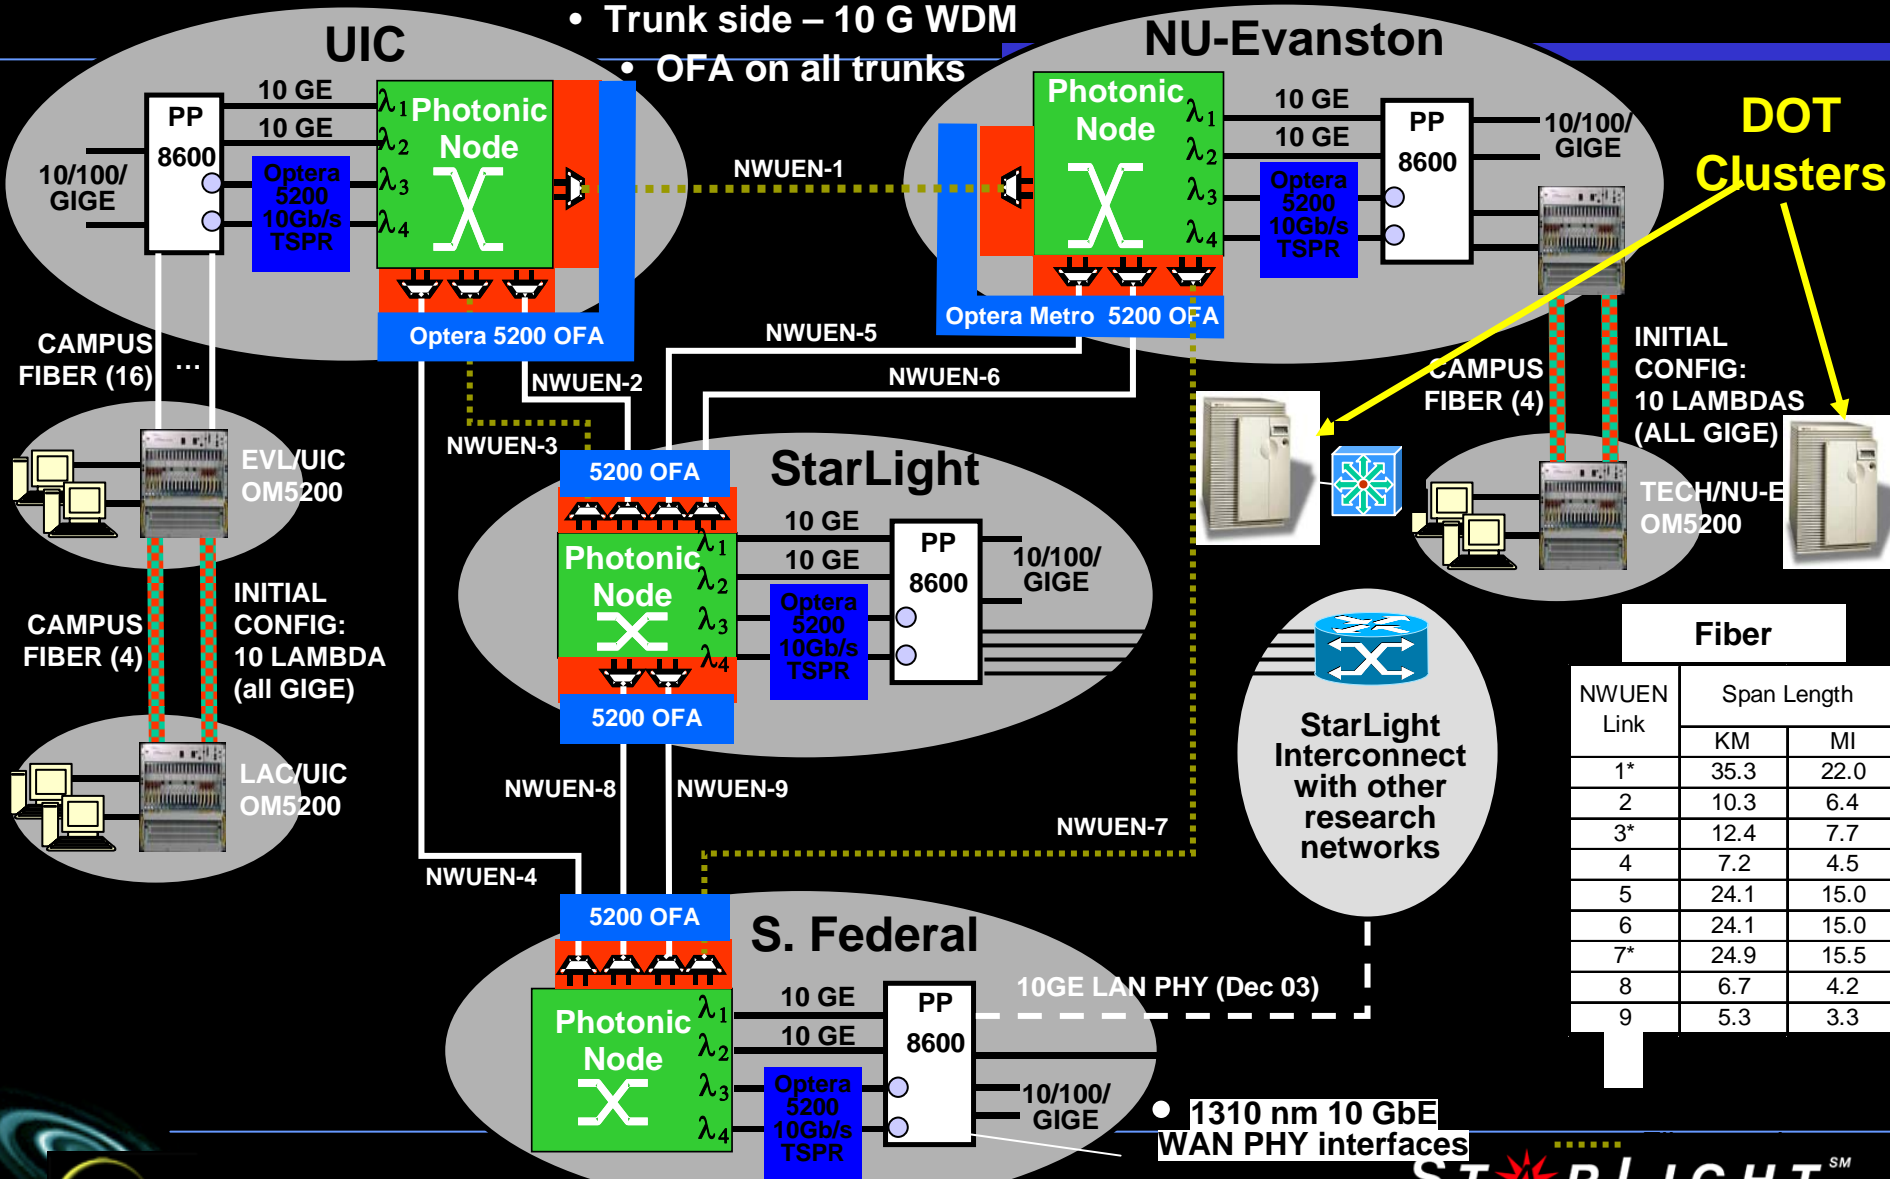 • Trunk side – 10 G WDM
• OFA on all trunks
UIC
10 GE
10 GE
PP
8600
10/100/
GIGE
Optera
5200
10Gb/s
TSPR
λ1
λ2
λ3
λ4
Photonic
Node
Optera 5200 OFA
NWUEN-1
NU-Evanston
Photonic
Node
λ1
λ2
λ3
λ4
10 GE
10 GE
Optera
5200
10Gb/s
TSPR
PP
8600
10/100/
GIGE
Optera Metro 5200 OFA
DOT
Clusters
CAMPUS
FIBER (16)
...
NWUEN-2
NWUEN-3
NWUEN-5
NWUEN-6
CAMPUS
FIBER (4)
INITIAL
CONFIG:
10 LAMBDAS
(ALL GIGE)
EVL/UIC
OM5200
TECH/NU-E
OM5200
CAMPUS
FIBER (4)
INITIAL
CONFIG:
10 LAMBDA
(all GIGE)
LAC/UIC
OM5200
StarLight
5200 OFA
Photonic
Node
λ1
λ2
λ3
λ4
10 GE
10 GE
Optera
5200
10Gb/s
TSPR
PP
8600
10/100/
GIGE
5200 OFA
NWUEN-8
NWUEN-9
NWUEN-7
NWUEN-4
StarLight
Interconnect
with other
research
networks
S. Federal
5200 OFA
Photonic
Node
λ1
λ2
λ3
λ4
10 GE
10 GE
Optera
5200
10Gb/s
TSPR
PP
8600
10/100/
GIGE
10GE LAN PHY (Dec 03)
• 1310 nm 10 GbE
WAN PHY interfaces
Fiber
NWUEN Link Span Length
KM MI
1* 35.3 22.0
2 10.3 6.4
3* 12.4 7.7
4 7.2 4.5
5 24.1 15.0
6 24.1 15.0
7* 24.9 15.5
8 6.7 4.2
9 5.3 3.3
STARLIGHT SM